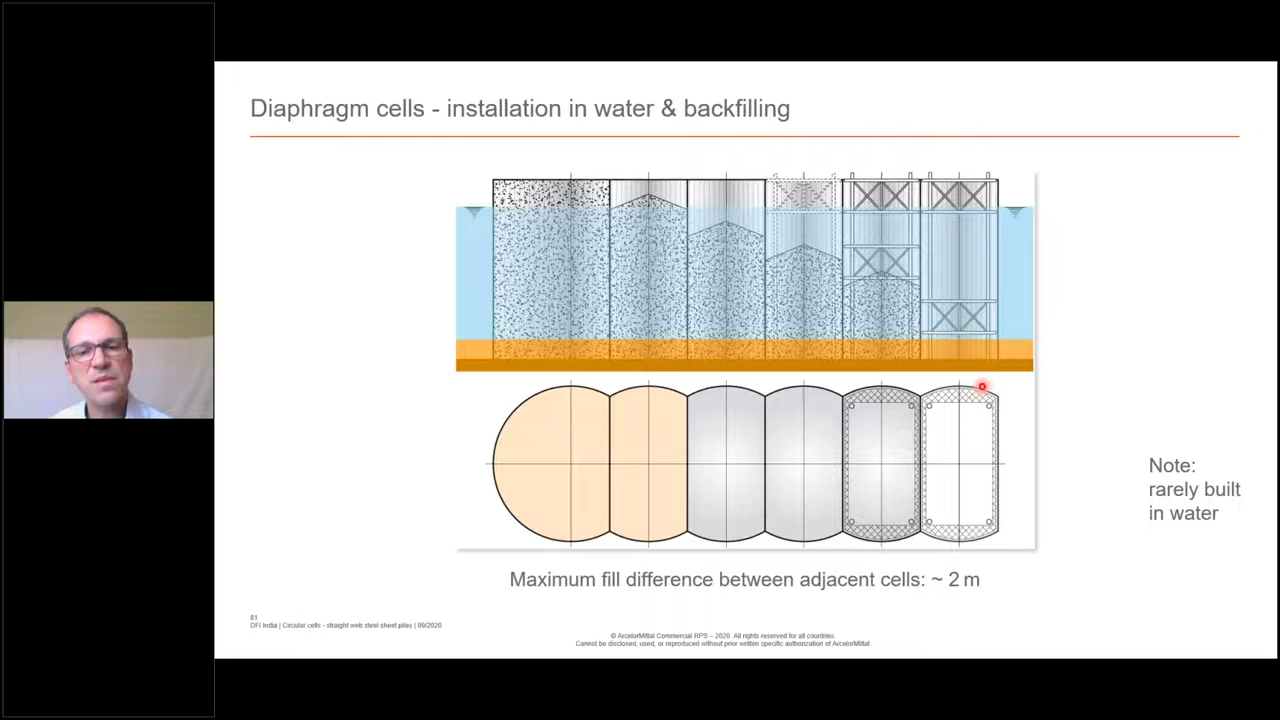 Diaphragm cells - installation in water & backfilling
Note:
rarely built
in water
Maximum fill difference between adjacent cells: ~ 2 m
81
DFI India | Circular cells - straight web steel sheet piles | 09/2020
© ArcelorMittal Commercial RPS – 2020. All rights reserved for all countries.
Cannot be disclosed, used, or reproduced without prior written specific authorization of ArcelorMittal.